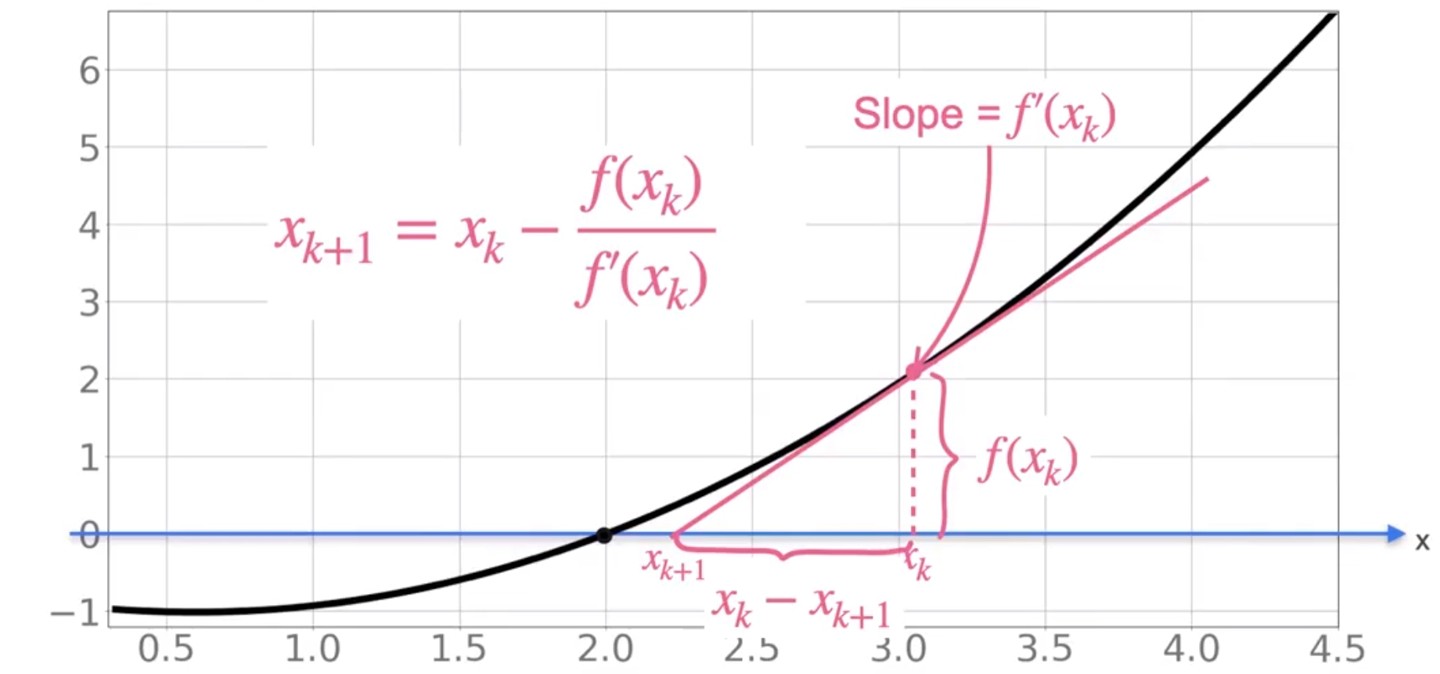 6
Slope = f′(x_k)
5
x_{k+1} = x_k − f(x_k) / f′(x_k)
4
3
2
1
f(x_k)
0
x
x_{k+1}
x_k
−1
x_k − x_{k+1}
0.5 1.0 1.5 2.0 2.5 3.0 3.5 4.0 4.5